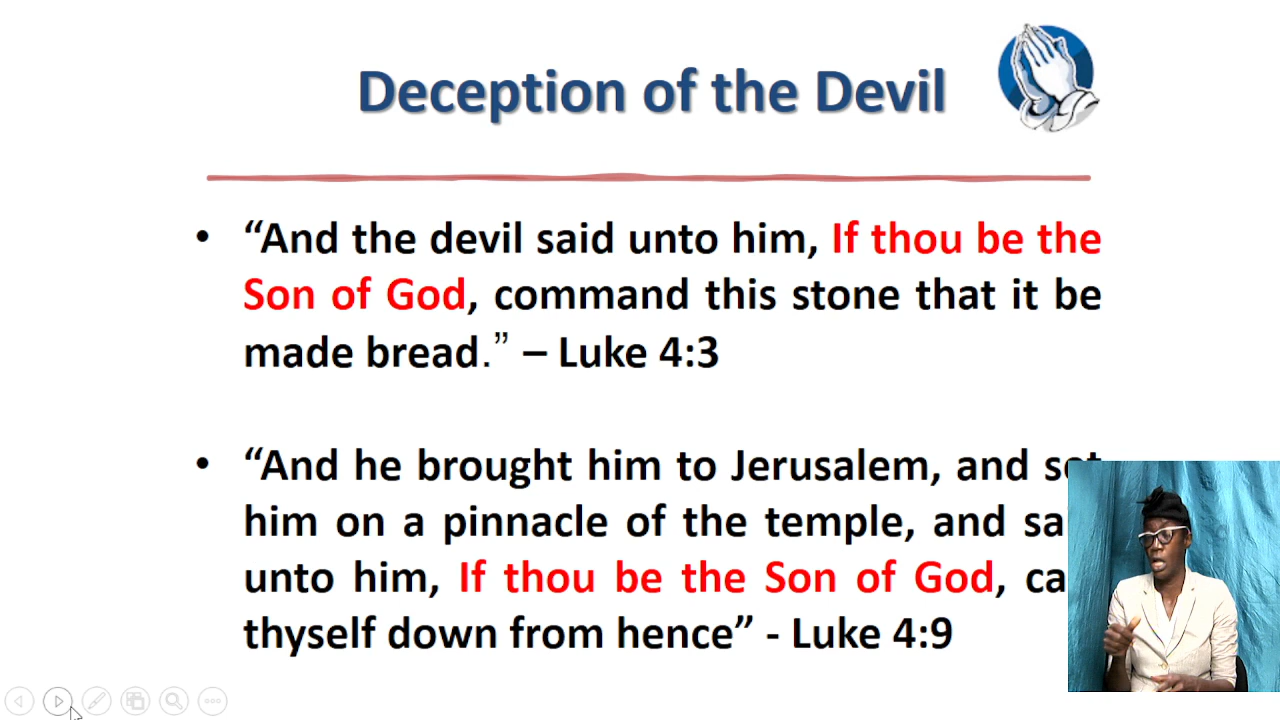 Deception of the Devil
• “And the devil said unto him, If thou be the
Son of God, command this stone that it be
made bread.” – Luke 4:3
• “And he brought him to Jerusalem, and set
him on a pinnacle of the temple, and
unto him, If thou be the Son of God,
thyself down from hence” - Luke 4:9